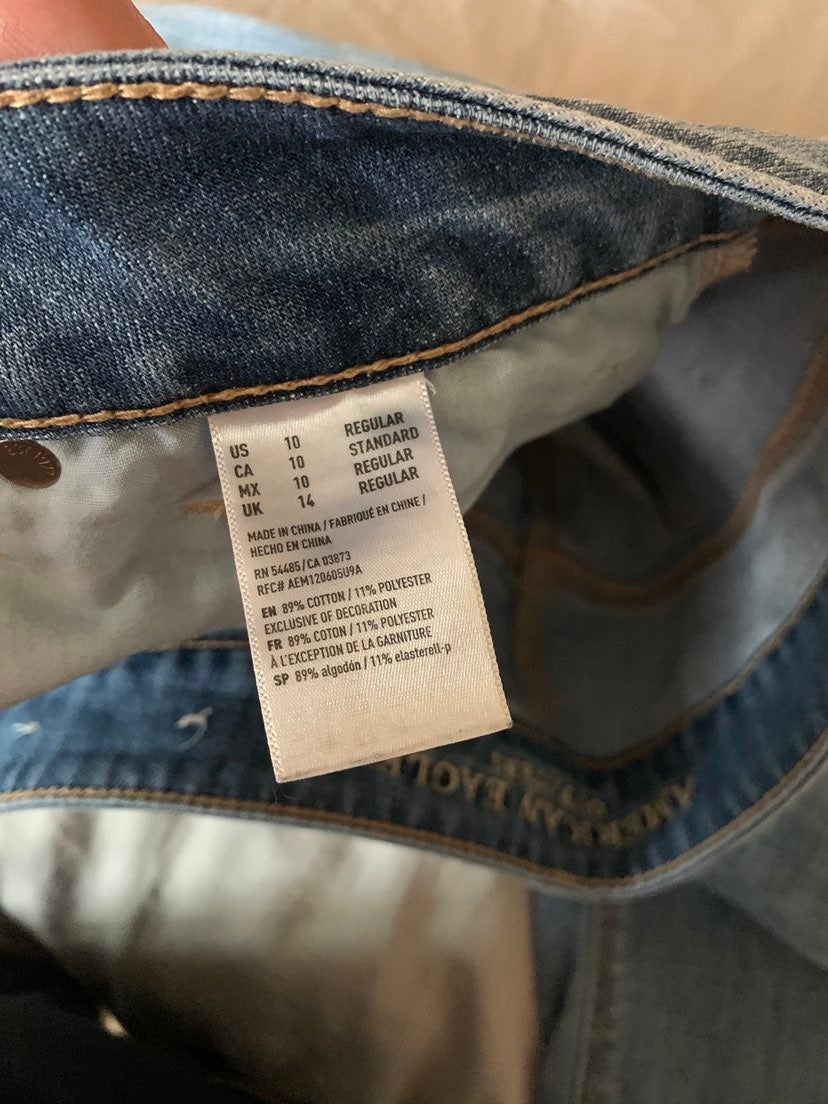 US 10 REGULAR
CA 10 STANDARD
MX 10 REGULAR
UK 14 REGULAR
MADE IN CHINA / FABRIQUÉ EN CHINE /
HECHO EN CHINA
RN 54485 / CA 03873
RFC# AEM120605U9A
EN 89% COTTON / 11% POLYESTER
EXCLUSIVE OF DECORATION
FR 89% COTON / 11% POLYESTER
À L'EXCEPTION DE LA GARNITURE
SP 89% algodón / 11% elasterell-p
AMERICAN EAGLE